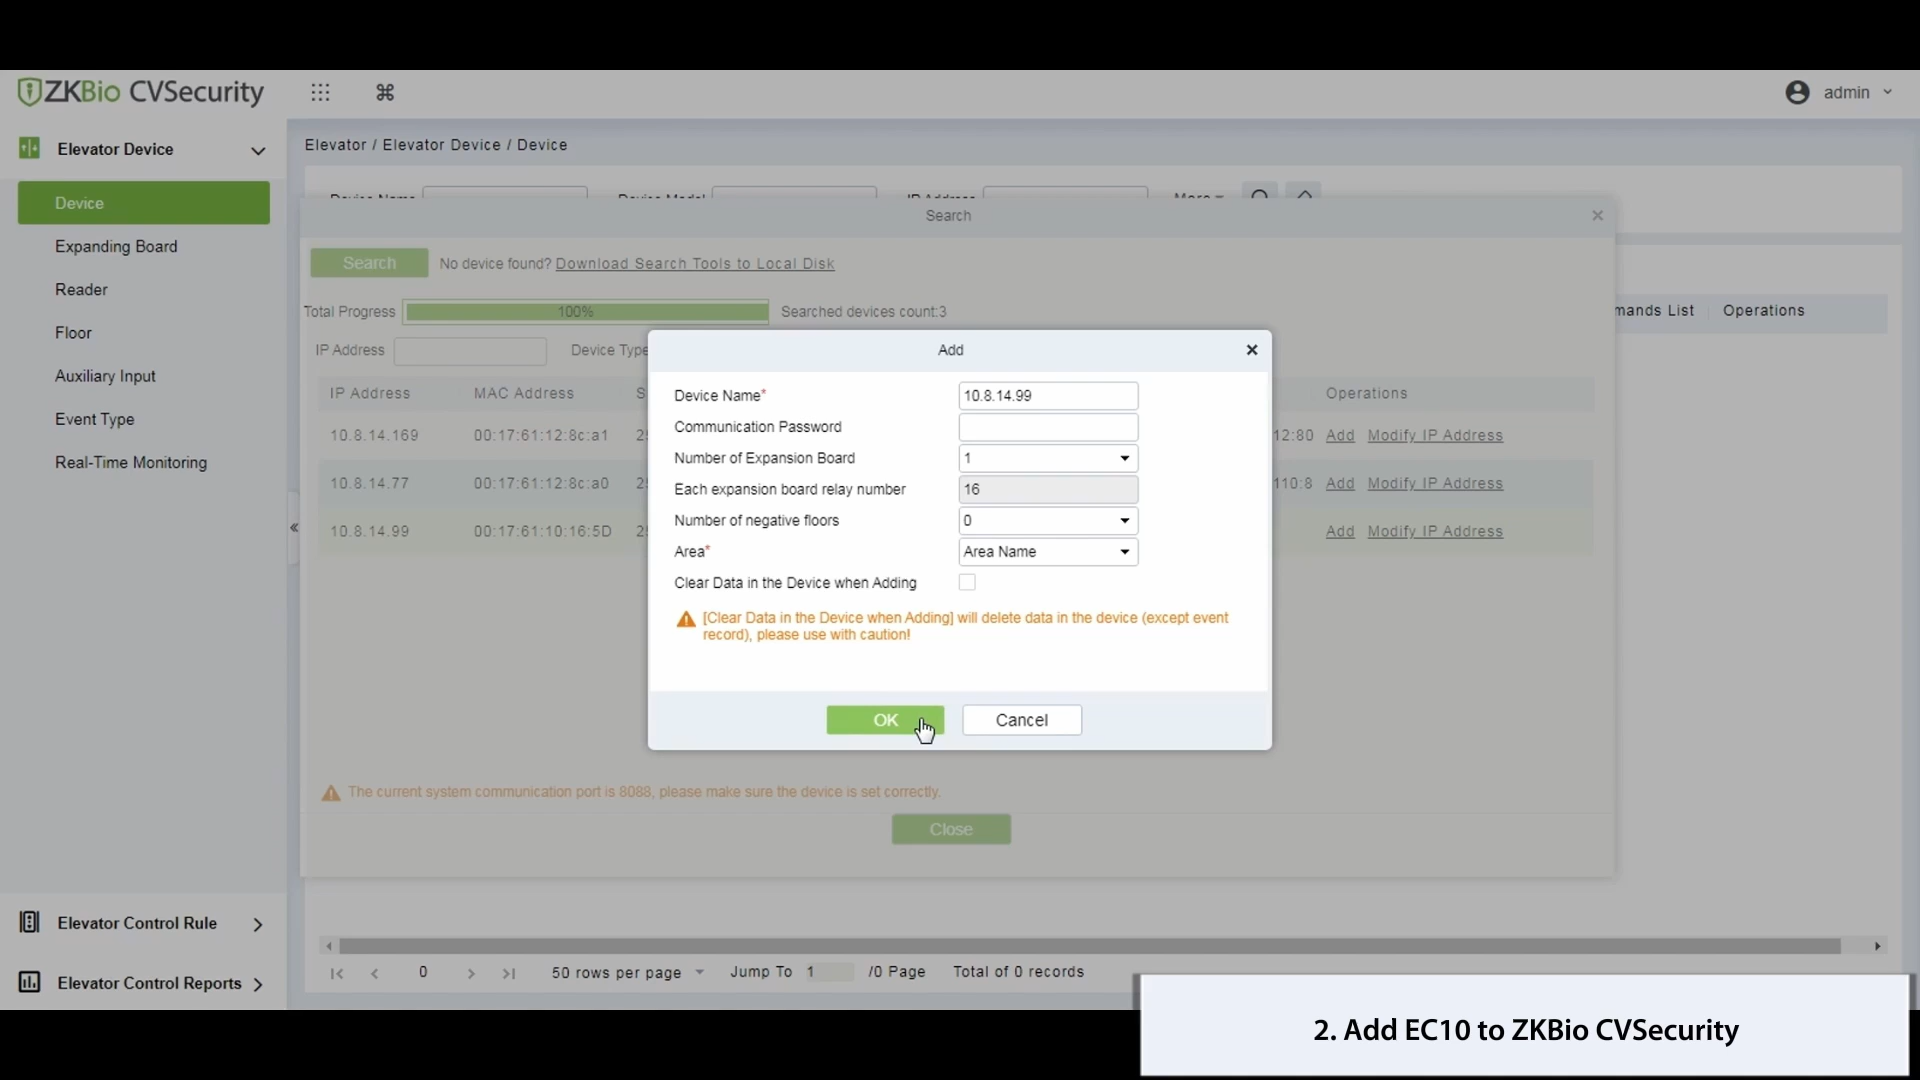 ZKBio CVSecurity
admin
Elevator Device
Device
Expanding Board
Reader
Floor
Auxiliary Input
Event Type
Real-Time Monitoring
Elevator Control Rule
Elevator Control Reports
Elevator / Elevator Device / Device
Device Name Device Model IP Address More
Search
Search No device found? Download Search Tools to Local Disk
Total Progress 100% Searched devices count:3
IP Address Device Type
IP Address MAC Address S Operations
10.8.14.169 00:17:61:12:8c:a1 12:80 Add Modify IP Address
10.8.14.77 00:17:61:12:8c:a0 110:8 Add Modify IP Address
10.8.14.99 00:17:61:10:16:5D Add Modify IP Address
mands List Operations
Add
Device Name* 10.8.14.99
Communication Password
Number of Expansion Board 1
Each expansion board relay number 16
Number of negative floors 0
Area* Area Name
Clear Data in the Device when Adding
[Clear Data in the Device when Adding] will delete data in the device (except event
record), please use with caution!
OK Cancel
The current system communication port is 8088, please make sure the device is set correctly.
Close
0 50 rows per page Jump To 1 /0 Page Total of 0 records
2. Add EC10 to ZKBio CVSecurity